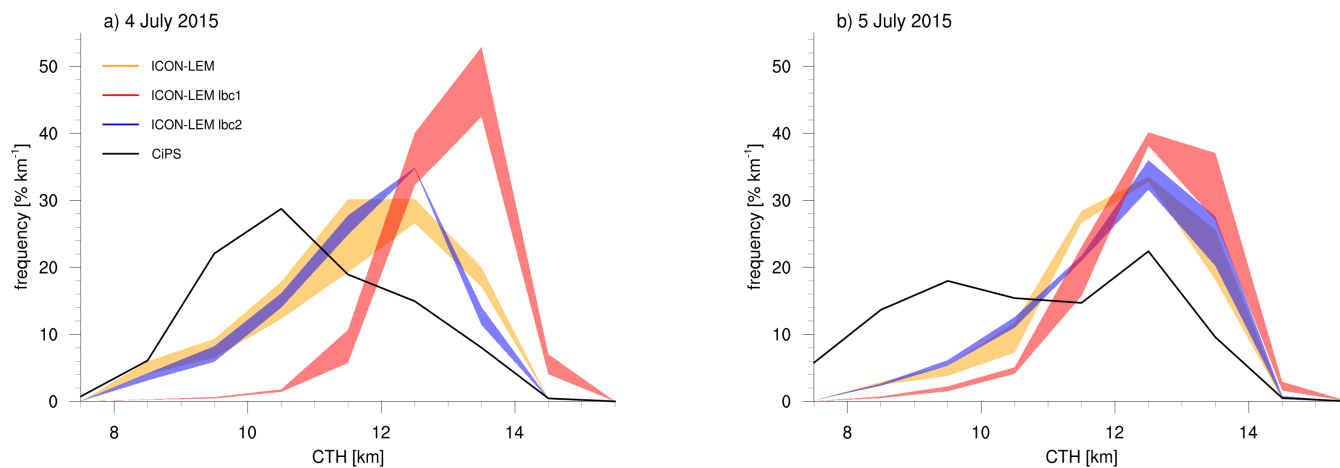 a) 4 July 2015
50
40
30
20
10
0
frequency [% km-1]
ICON-LEM
ICON-LEM lbc1
ICON-LEM lbc2
CiPS
8
10
12
14
CTH [km]
b) 5 July 2015
50
40
30
20
10
0
frequency [% km-1]
8
10
12
14
CTH [km]